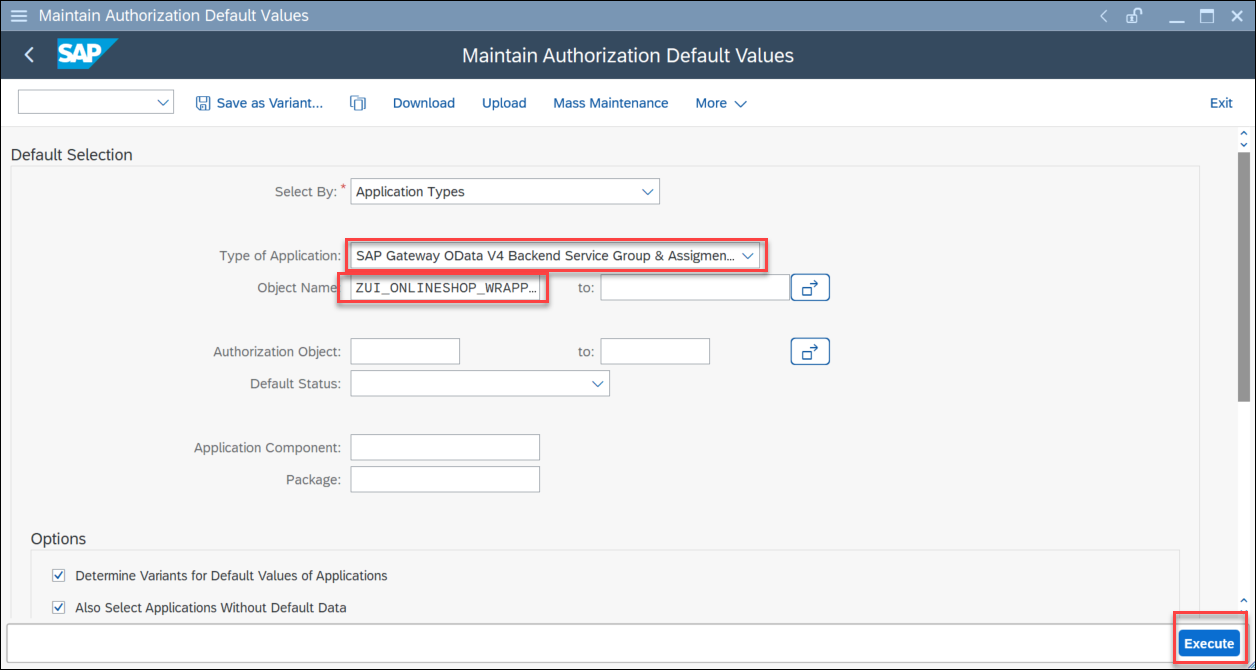 Maintain Authorization Default Values
SAP Maintain Authorization Default Values
Save as Variant... Download Upload Mass Maintenance More Exit
Default Selection
Select By: * Application Types
Type of Application: SAP Gateway OData V4 Backend Service Group & Assigmen...
Object Name ZUI_ONLINESHOP_WRAPP... to:
Authorization Object: to:
Default Status:
Application Component:
Package:
Options
Determine Variants for Default Values of Applications
Also Select Applications Without Default Data
Execute